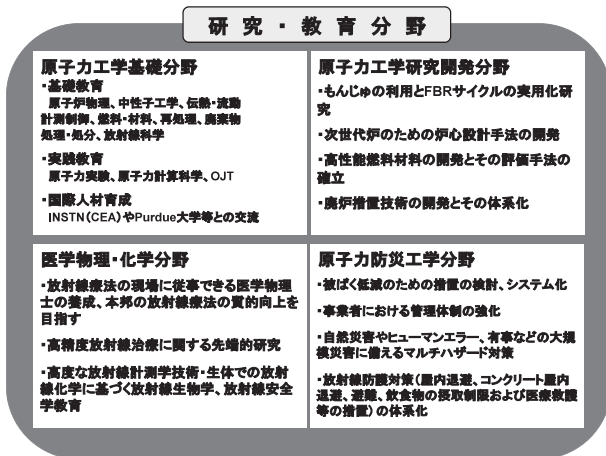 研究・教育分野
原子力工学基礎分野
・基礎教育
原子炉物理、中性子工学、伝熱・流動
計測制御、燃料・材料、再処理、廃棄物
処理・処分、放射線科学
・実践教育
原子力実験、原子力計算科学、OJT
・国際人材育成
INSTN(CEA)やPurdue大学等との交流
原子力工学研究開発分野
・もんじゅの利用とFBRサイクルの実用化研
究
・次世代炉のための炉心設計手法の開発
・高性能燃料材料の開発とその評価手法の
確立
・廃炉措置技術の開発とその体系化
医学物理・化学分野
・放射線療法の現場に従事できる医学物理
士の養成、本邦の放射線療法の質的向上を
目指す
・高精度放射線治療に関する先端的研究
・高度な放射線計測学技術・生体での放射
線化学に基づく放射線生物学、放射線安全
学教育
原子力防災工学分野
・被ばく低減のための措置の検討、システム化
・事業者における管理体制の強化
・自然災害やヒューマンエラー、有事などの大規
模災害に備えるマルチハザード対策
・放射線防護対策(屋内退避、コンクリート屋内
退避、避難、飲食物の摂取制限および医療救護
等の措置)の体系化